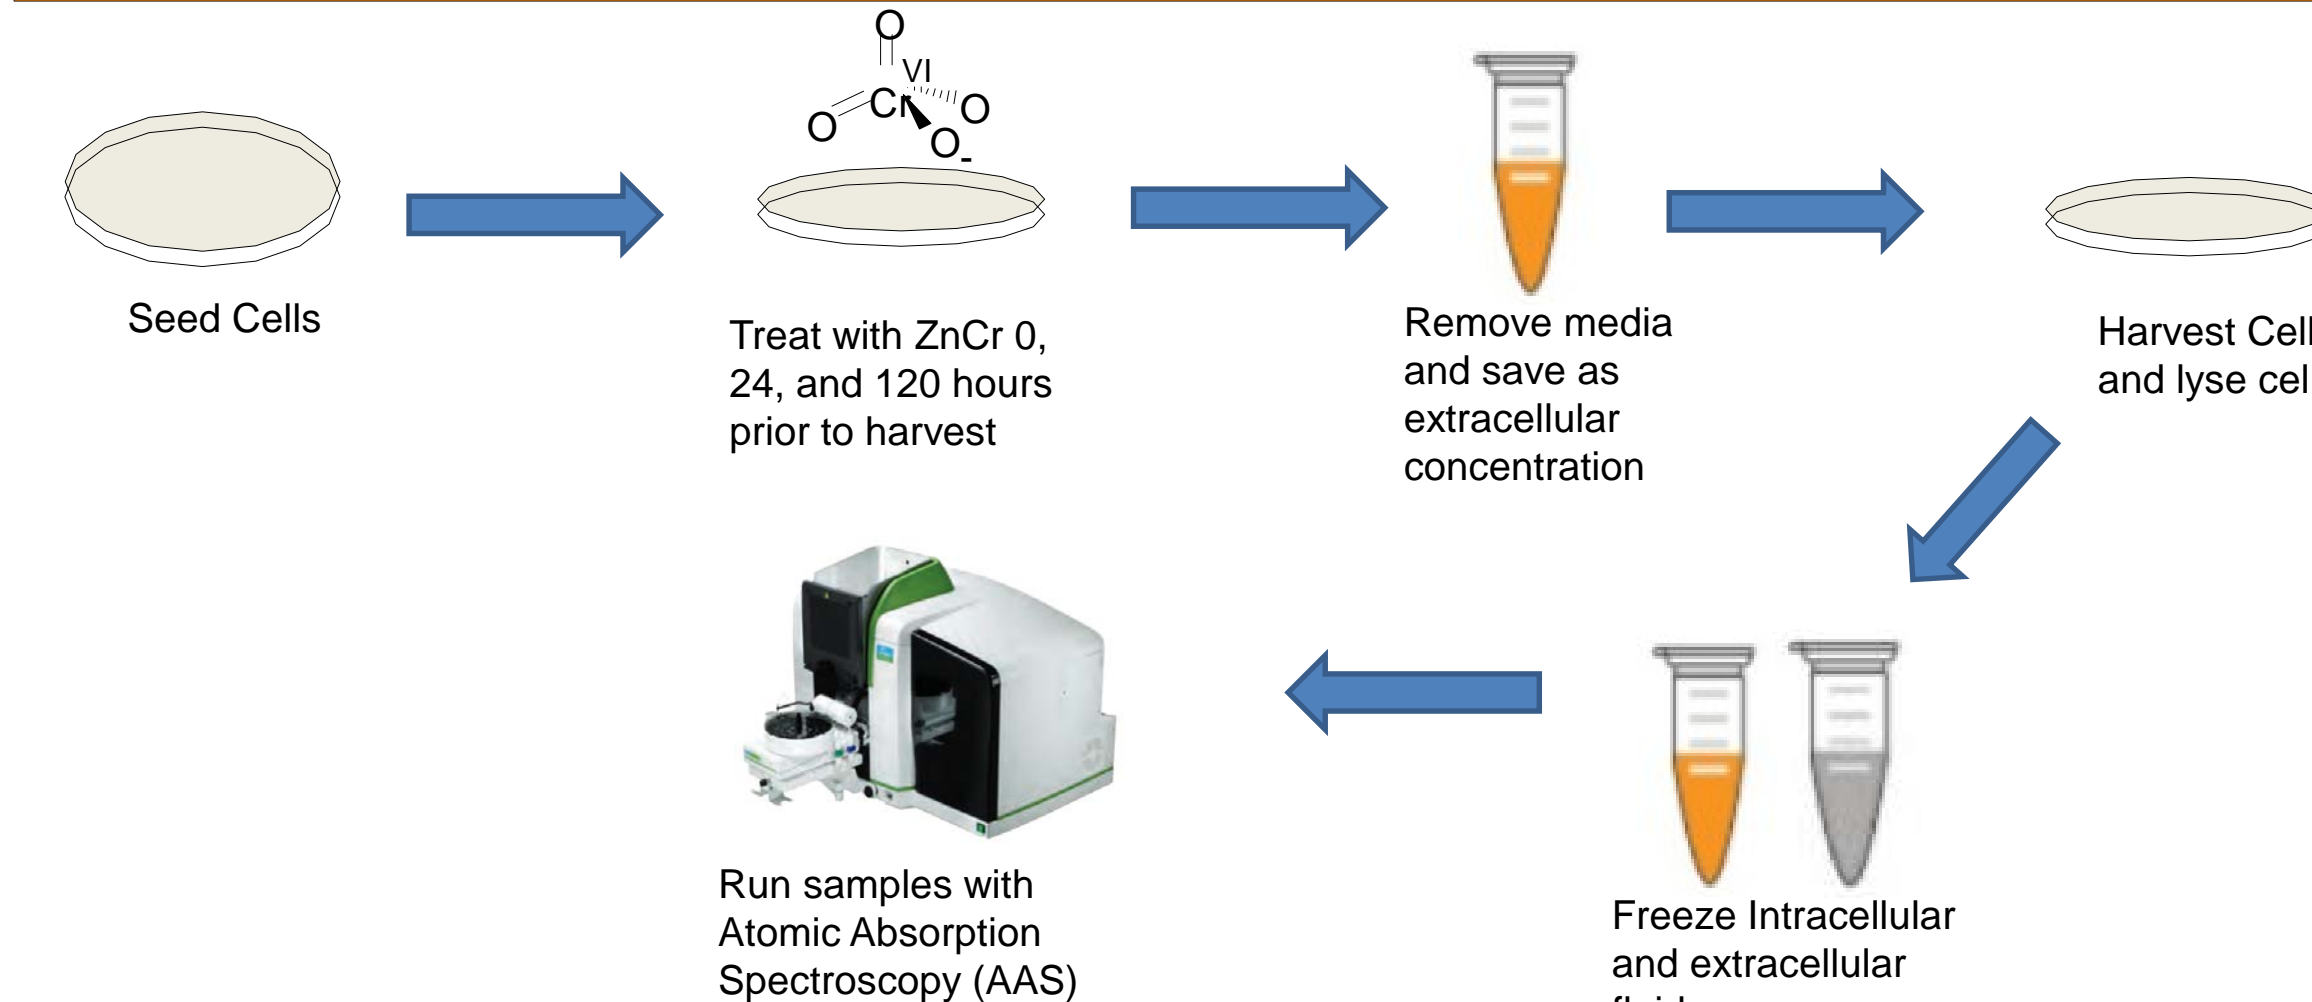 O
VI
Cr
O
O
O
-
Seed Cells
Treat with ZnCr 0,
24, and 120 hours
prior to harvest
Remove media
and save as
extracellular
concentration
Harvest Cell
and lyse cel
Run samples with
Atomic Absorption
Spectroscopy (AAS)
Freeze Intracellular
and extracellular